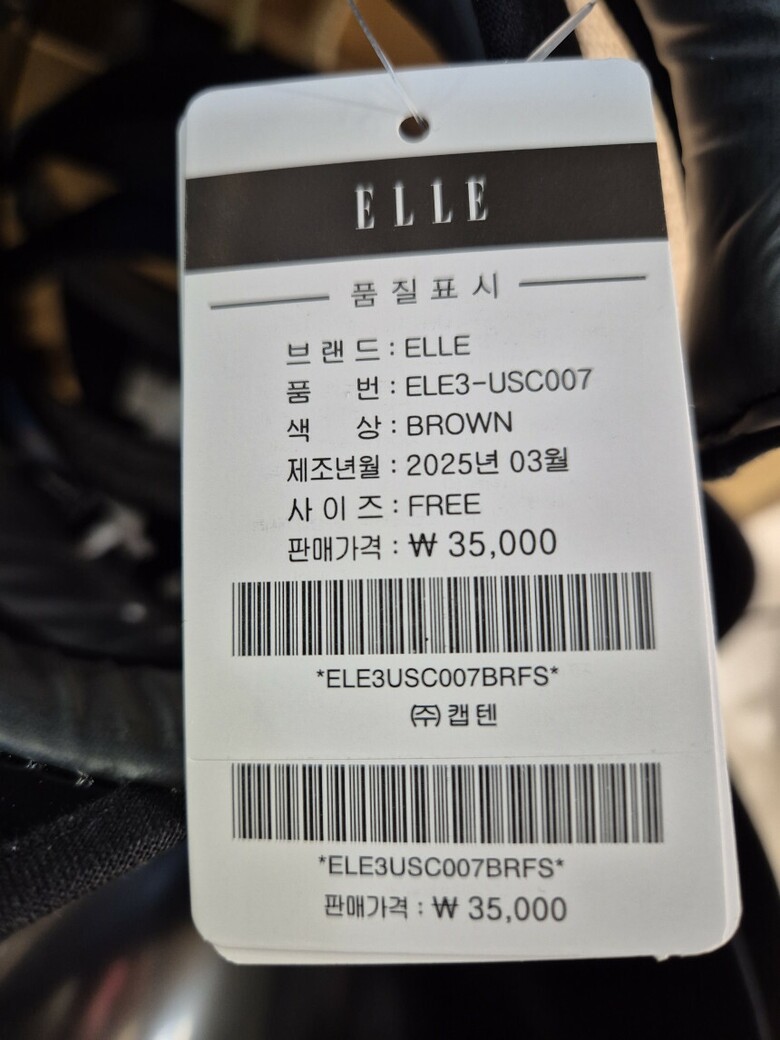 ELLE
품질표시
브랜드 : ELLE
품 번 : ELE3-USC007
색 상 : BROWN
제조년월 : 2025년 03월
사이즈 : FREE
판매가격 : ₩ 35,000
*ELE3USC007BRFS*
㈜캡텐
*ELE3USC007BRFS*
판매가격 : ₩ 35,000